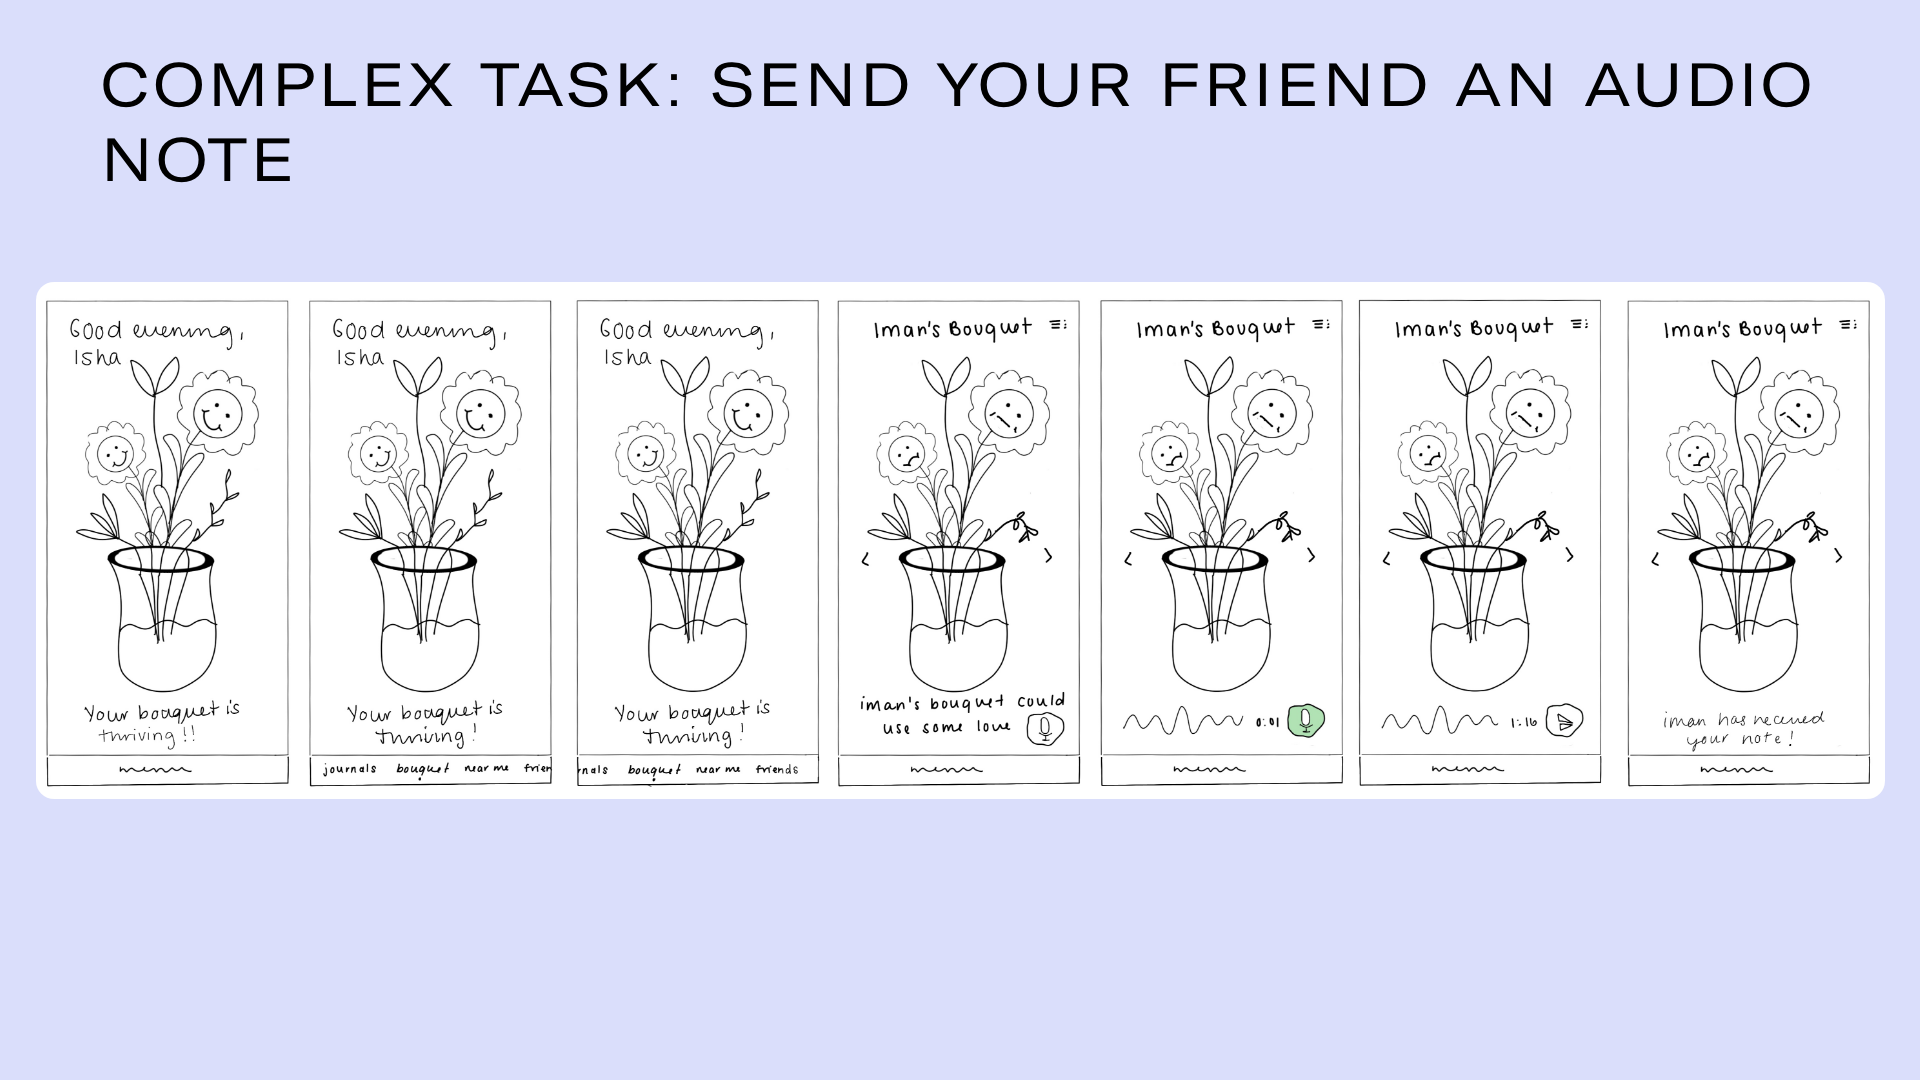 COMPLEX TASK: SEND YOUR FRIEND AN AUDIO
NOTE
Good evening,
Isha
Your bouquet is
thriving!!
menu
Good evening,
Isha
Your bouquet is
thriving!
journals bouquet near me frien
Good evening,
Isha
Your bouquet is
thriving!
rnals bouquet near me friends
Iman's Bouquet
iman's bouquet could
use some love
menu
Iman's Bouquet
0:01
menu
Iman's Bouquet
1:16
menu
Iman's Bouquet
iman has received
your note!
menu